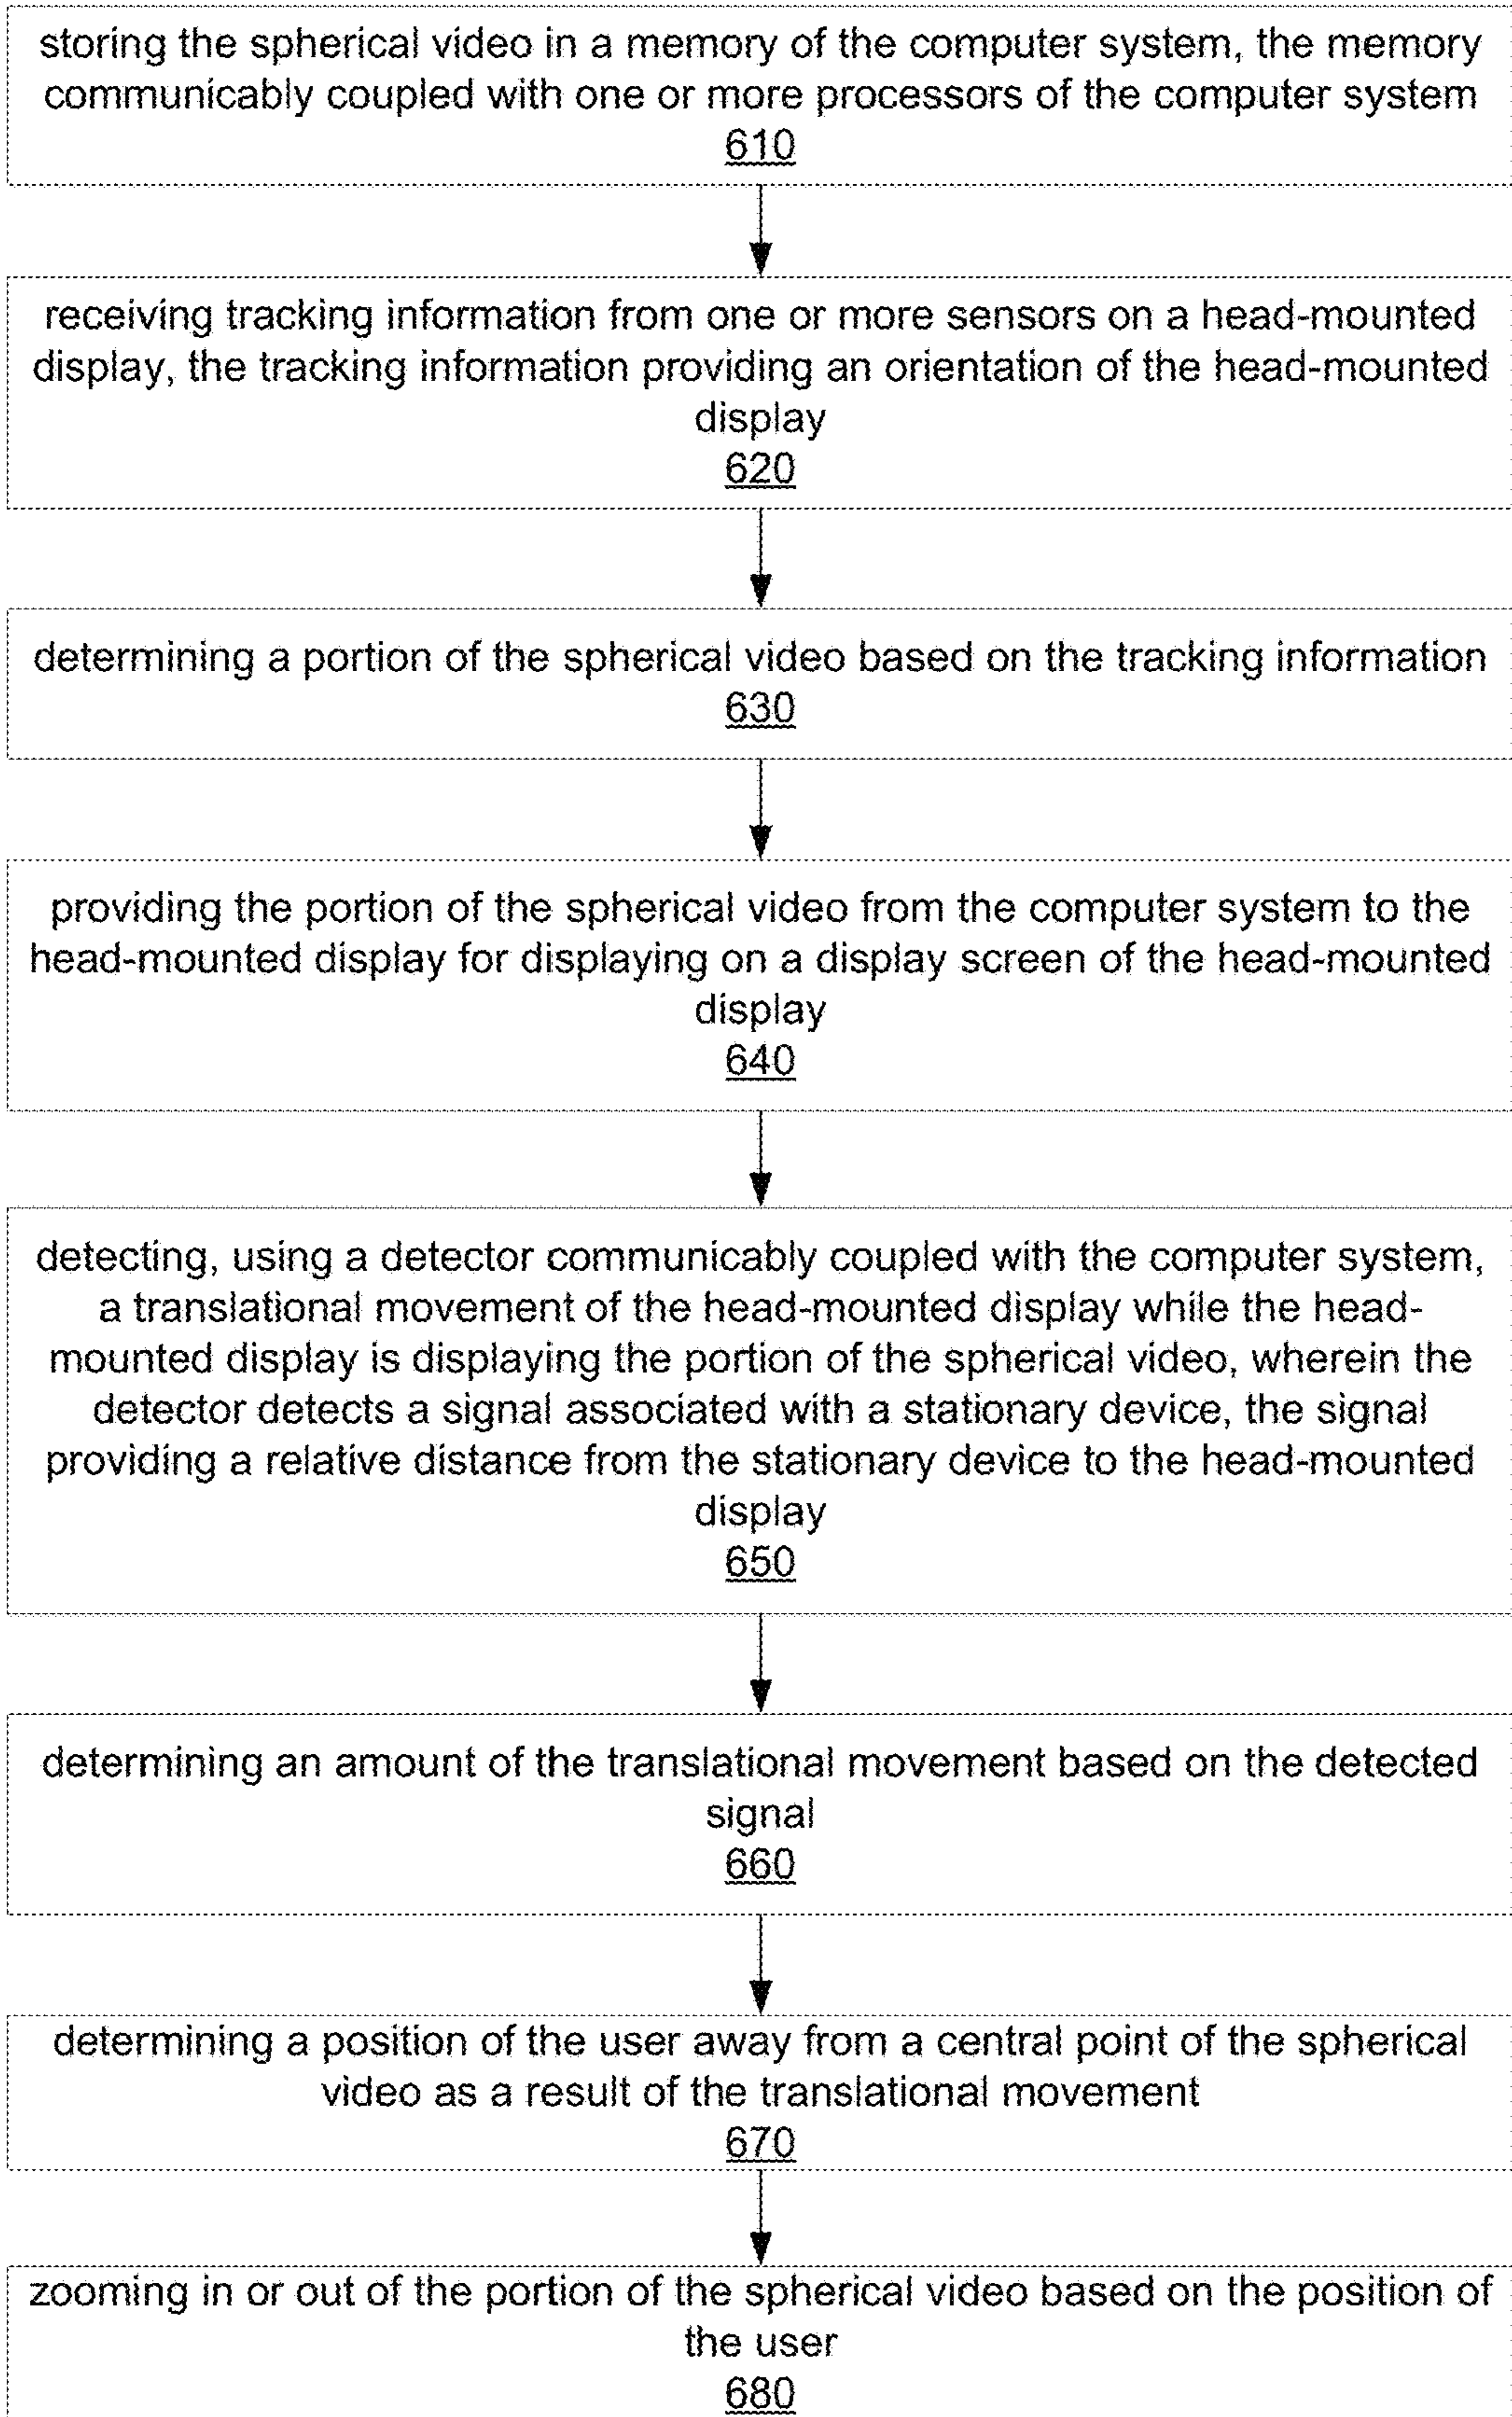 storing the spherical video in a memory of the computer system, the memory
communicably coupled with one or more processors of the computer system
610
receiving tracking information from one or more sensors on a head-mounted
display, the tracking information providing an orientation of the head-mounted
display
620
determining a portion of the spherical video based on the tracking information
630
providing the portion of the spherical video from the computer system to the
head-mounted display for displaying on a display screen of the head-mounted
display
640
detecting, using a detector communicably coupled with the computer system,
a translational movement of the head-mounted display while the head-
mounted display is displaying the portion of the spherical video, wherein the
detector detects a signal associated with a stationary device, the signal
providing a relative distance from the stationary device to the head-mounted
display
650
determining an amount of the translational movement based on the detected
signal
660
determining a position of the user away from a central point of the spherical
video as a result of the translational movement
670
zooming in or out of the portion of the spherical video based on the position of
the user
680